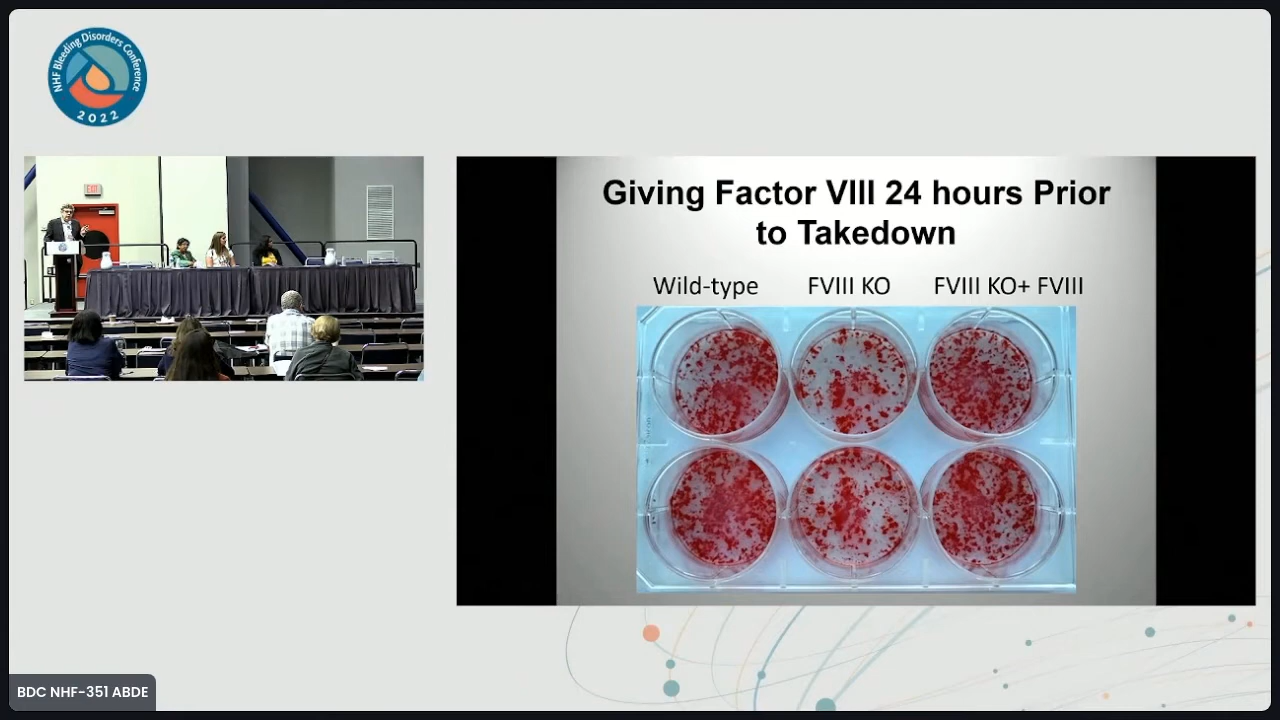 NHF Bleeding Disorders Conference
2022
EXIT
Giving Factor VIII 24 hours Prior
to Takedown
Wild-type FVIII KO FVIII KO+ FVIII
BDC NHF-351 ABDE